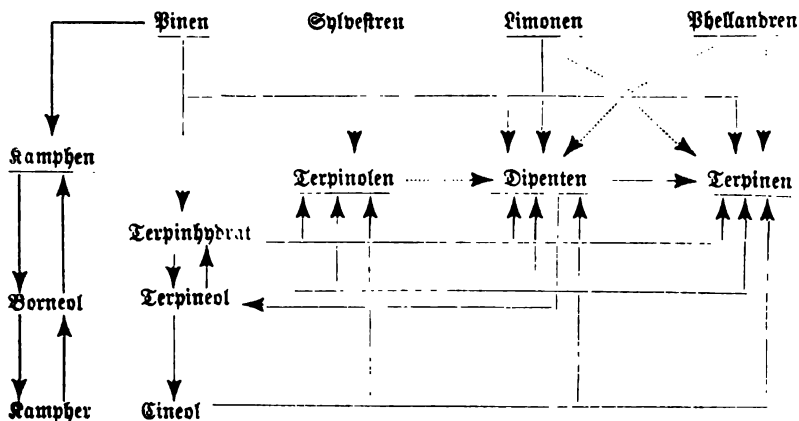 Pinen Sylvestren Limonen Phellandren
Kamphen
Terpinolen Dipenten Terpinen
Terpinhydrat
Borneol Terpineol
Kampher Cineol